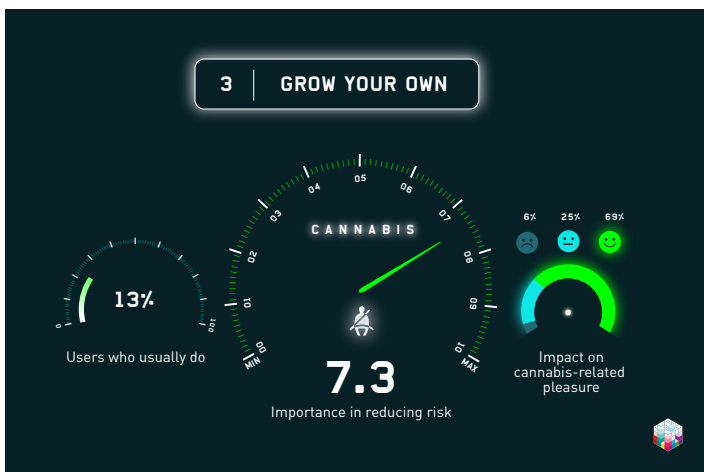 3 GROW YOUR OWN
CANNABIS
00
01
02
03
04
05
06
07
08
09
10
MIN
MAX
7.3
Importance in reducing risk
0
100
13%
Users who usually do
6% 25% 69%
Impact on
cannabis-related
pleasure